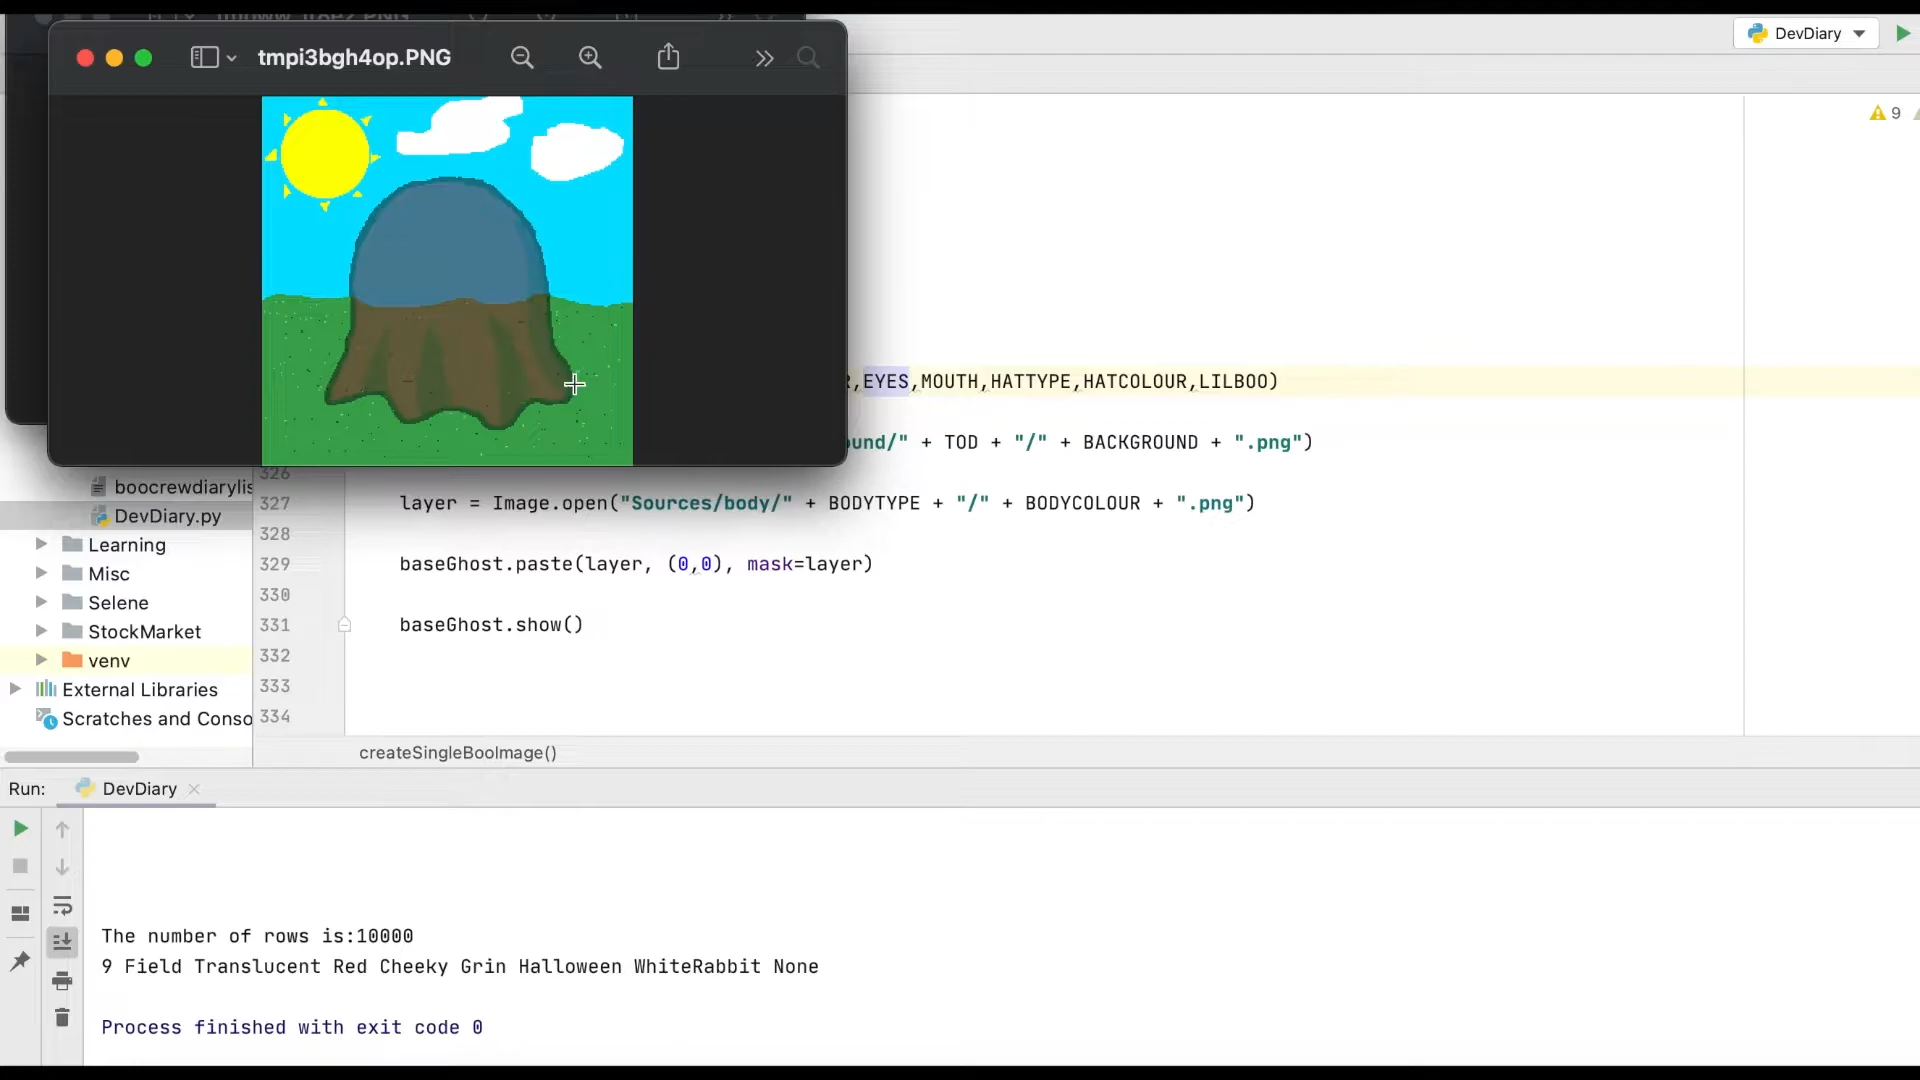 tmpi3bgh4op.PNG
DevDiary
9
,EYES,MOUTH,HATTYPE,HATCOLOUR,LILBOO)
und/" + TOD + "/" + BACKGROUND + ".png")
326
327 layer = Image.open("Sources/body/" + BODYTYPE + "/" + BODYCOLOUR + ".png")
328
329 baseGhost.paste(layer, (0,0), mask=layer)
330
331 baseGhost.show()
332
333
334
boocrewdiarylis
DevDiary.py
Learning
Misc
Selene
StockMarket
venv
External Libraries
Scratches and Conso
createSingleBooImage()
Run: DevDiary
The number of rows is:10000
9 Field Translucent Red Cheeky Grin Halloween WhiteRabbit None
Process finished with exit code 0